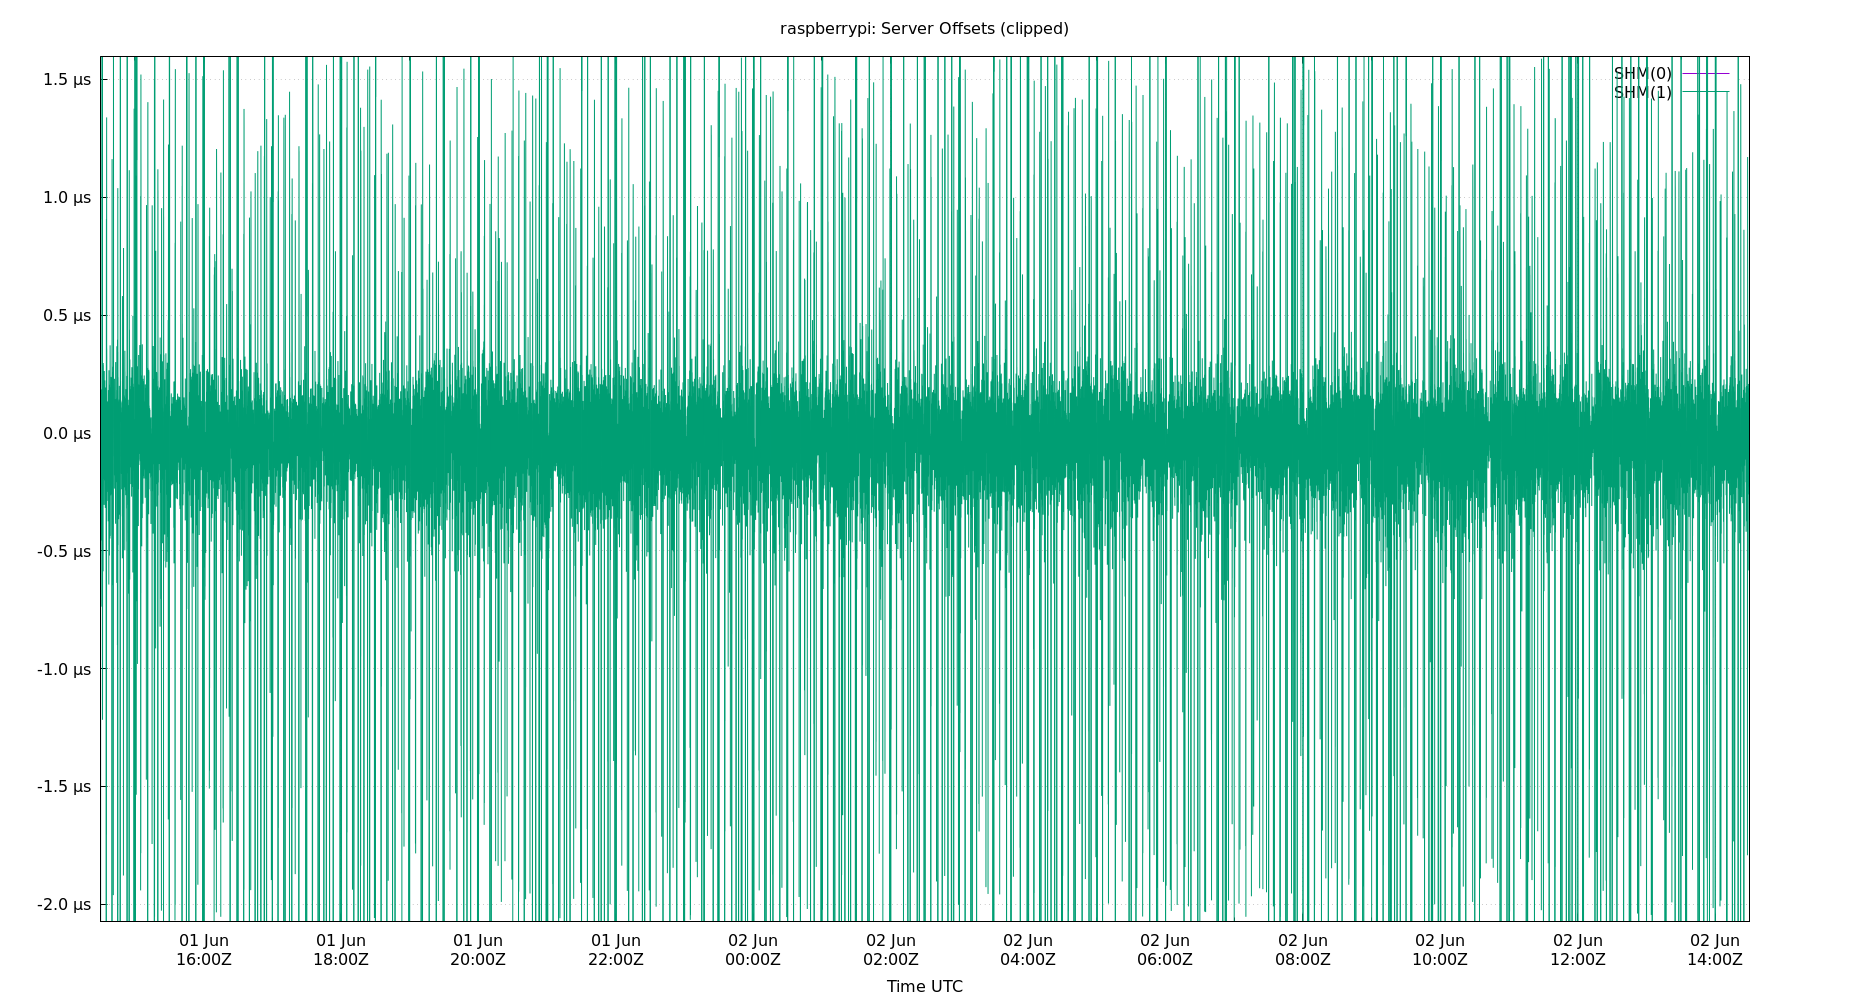 raspberrypi: Server Offsets (clipped)
SHM(0)
SHM(1)
1.5 µs
1.0 µs
0.5 µs
0.0 µs
-0.5 µs
-1.0 µs
-1.5 µs
-2.0 µs
01 Jun 01 Jun 01 Jun 01 Jun 02 Jun 02 Jun 02 Jun 02 Jun 02 Jun 02 Jun 02 Jun 02 Jun
16:00Z 18:00Z 20:00Z 22:00Z 00:00Z 02:00Z 04:00Z 06:00Z 08:00Z 10:00Z 12:00Z 14:00Z
Time UTC